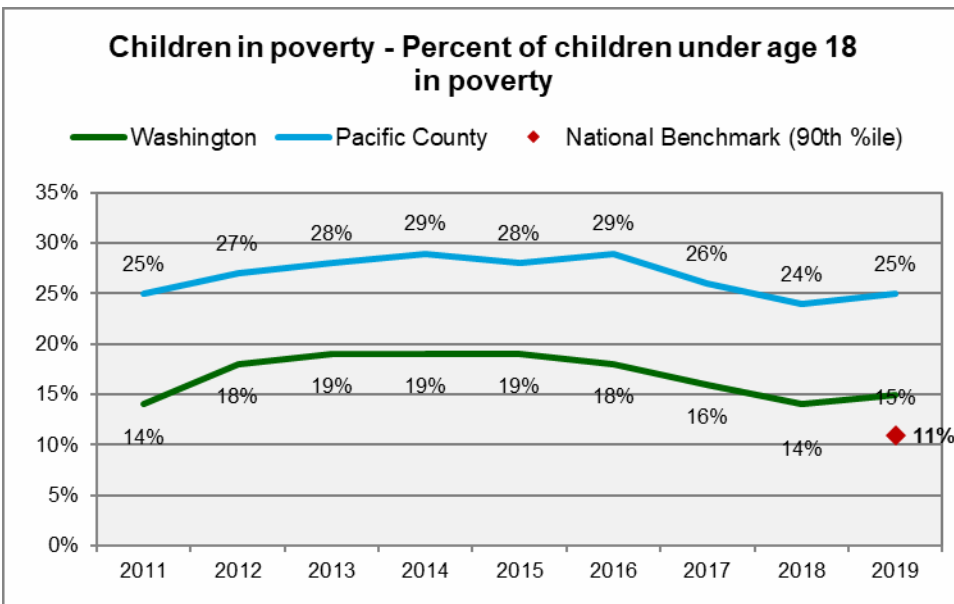 Children in poverty - Percent of children under age 18
in poverty
Washington Pacific County National Benchmark (90th %ile)
35%
30%
25%
20%
15%
10%
5%
0%
25% 27% 28% 29% 28% 29% 26% 24% 25%
14% 18% 19% 19% 19% 18% 16% 14% 15%
11%
2011 2012 2013 2014 2015 2016 2017 2018 2019